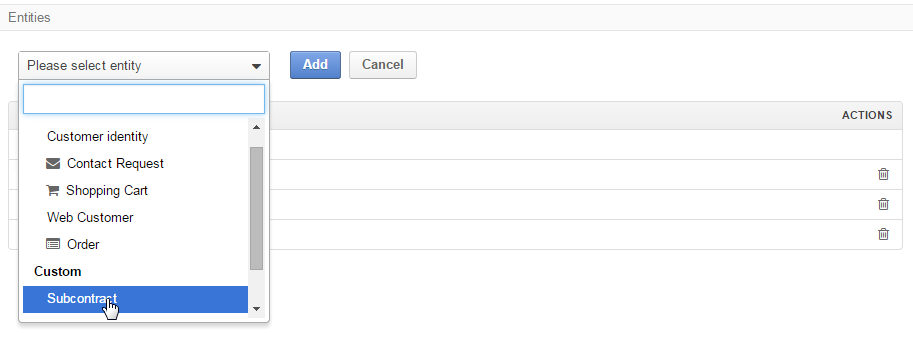 Entities
Please select entity
Add
Cancel
ACTIONS
Customer identity
Contact Request
Shopping Cart
Web Customer
Order
Custom
Subcontract